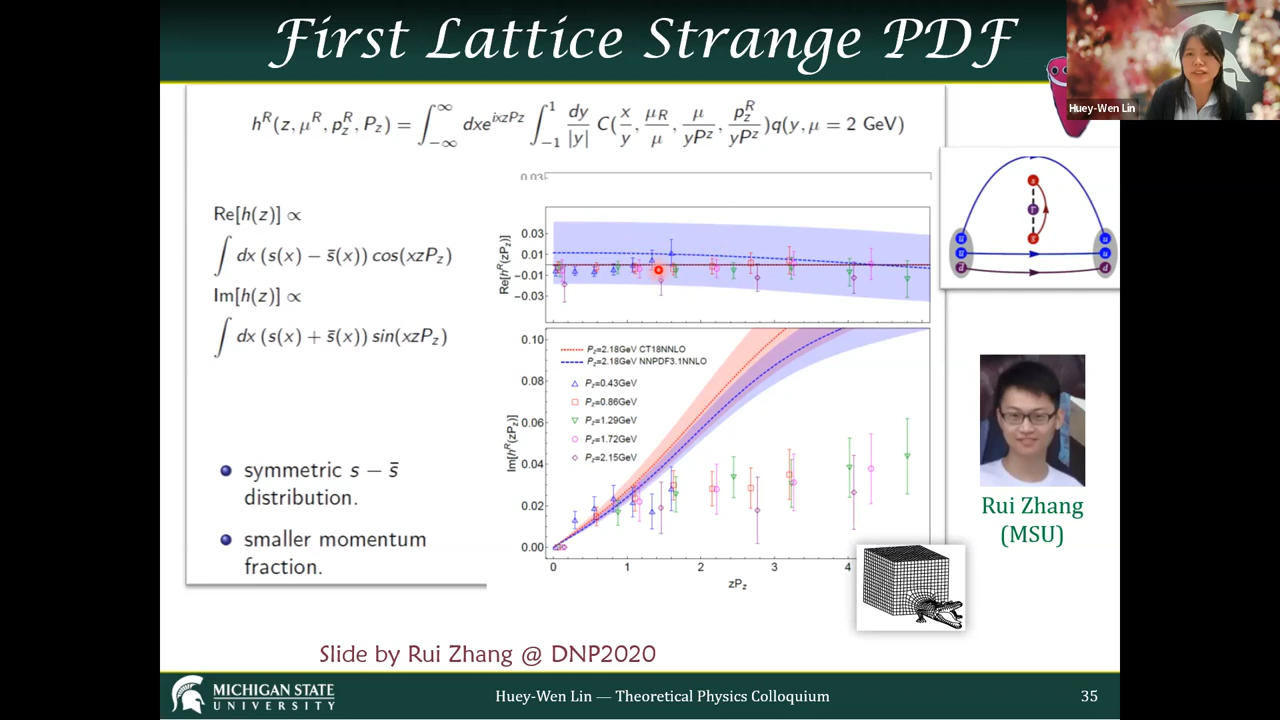 First Lattice Strange PDF
Huey-Wen Lin
h^R(z, μ^R, p_z^R, P_z) = ∫_{-∞}^{∞} dxe^{ixzPz} ∫_{-1}^{1} dy/|y| C(x/y, μ_R/μ, μ/yP^z, p_z^R/yP^z)q(y, μ = 2 GeV)
Re[h(z)] ∝
∫ dx (s(x) − s̄(x)) cos(xzP_z)
Im[h(z)] ∝
∫ dx (s(x) + s̄(x)) sin(xzP_z)
symmetric s − s̄
distribution.
smaller momentum
fraction.
0.03
Re[h^R(zP_z)]
0.03
0.01
−0.01
−0.03
Im[h^R(zP_z)]
0.10
0.08
0.06
0.04
0.02
0.00
P_z=2.18GeV CT18NNLO
P_z=2.18GeV NNPDF3.1NNLO
P_z=0.43GeV
P_z=0.86GeV
P_z=1.29GeV
P_z=1.72GeV
P_z=2.15GeV
0 1 2 3 4
zP_z
s
Γ
s
u u
u u
d d
Rui Zhang
(MSU)
Slide by Rui Zhang @ DNP2020
MICHIGAN STATE
UNIVERSITY
Huey-Wen Lin — Theoretical Physics Colloquium
35